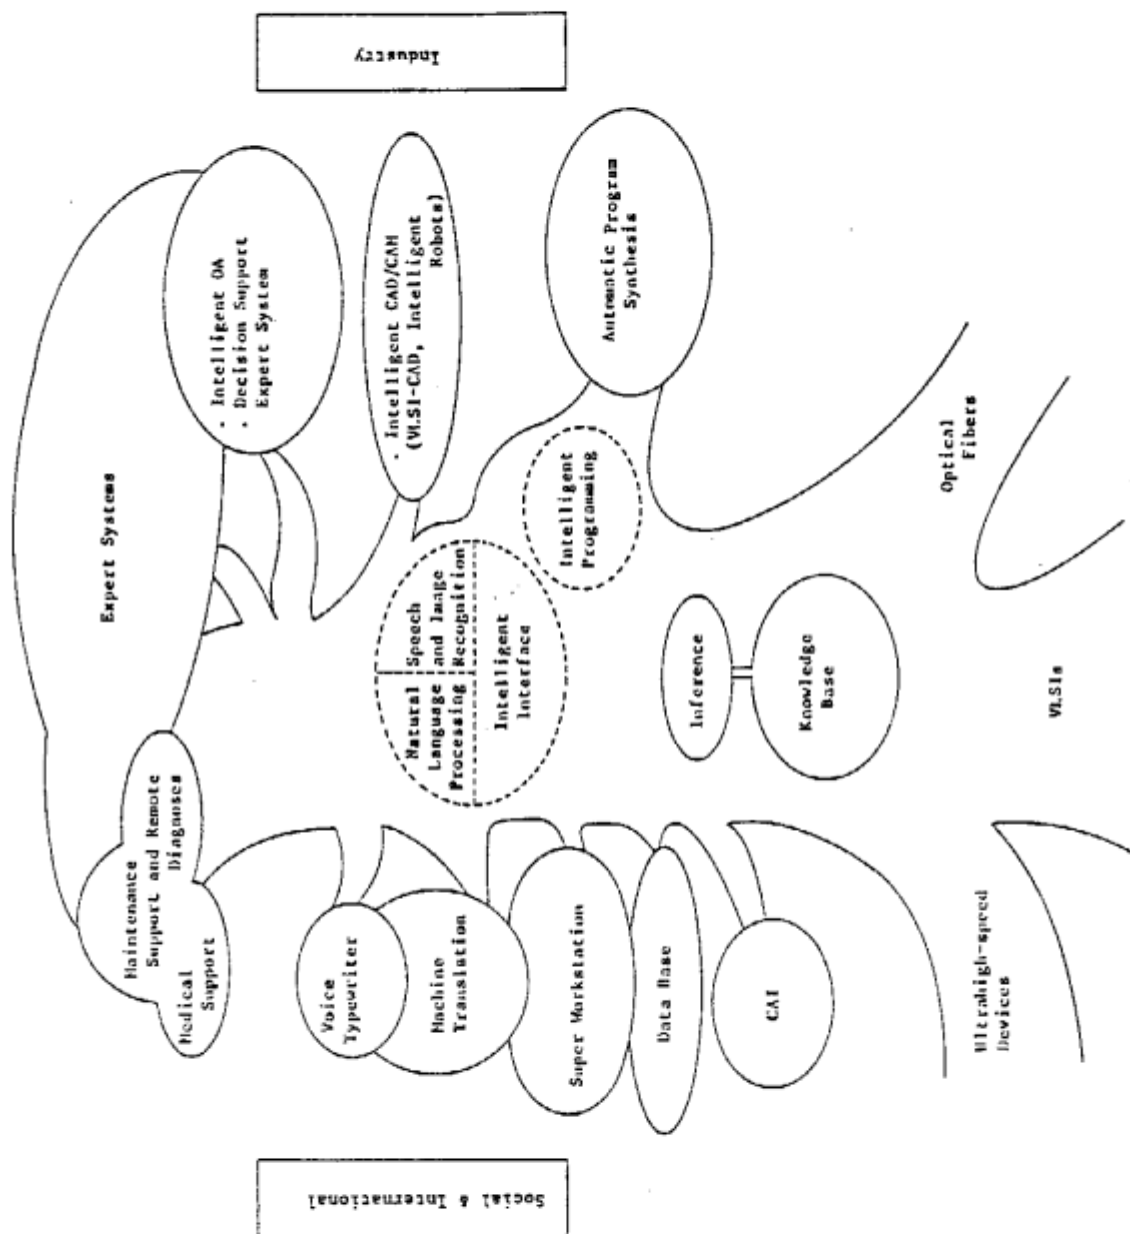 Industry
Expert Systems
· Intelligent OA
· Decision Support
Expert System
· Intelligent CAD/CAM
(VLSI-CAD, Intelligent
Robots)
Automatic Program
Synthesis
Maintenance
Support and Remote
Diagnoses
Medical
Support
Natural
Language
Processing
Speech
and Image
Recognition
Intelligent
Interface
Intelligent
Programming
Voice
Typewriter
Machine
Translation
Super Workstation
Data Base
CAI
Inference
Knowledge
Base
Optical
Fibers
VLSIs
Ultrahigh-speed
Devices
Social & International